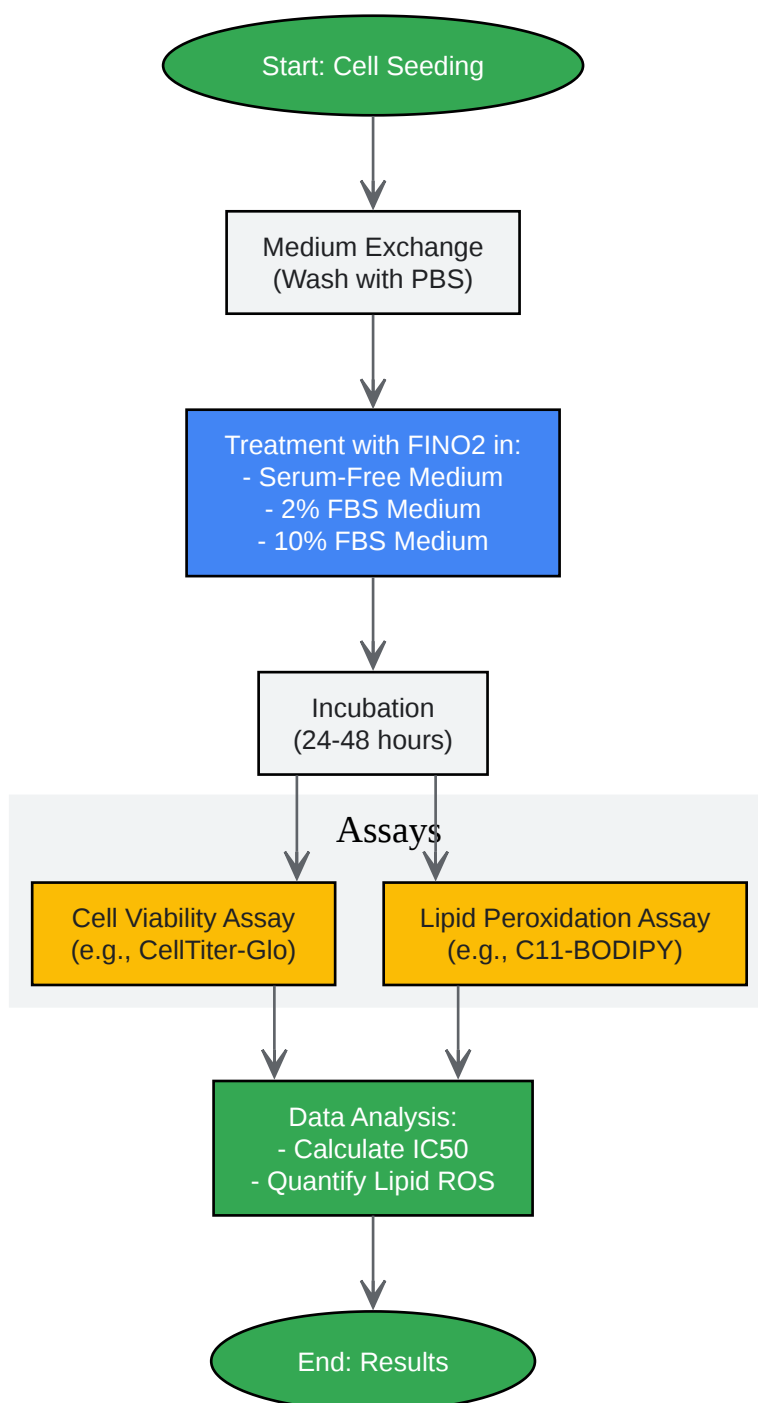 Start: Cell Seeding
Medium Exchange
(Wash with PBS)
Treatment with FINO2 in:
- Serum-Free Medium
- 2% FBS Medium
- 10% FBS Medium
Incubation
(24-48 hours)
Assays
Cell Viability Assay
(e.g., CellTiter-Glo)
Lipid Peroxidation Assay
(e.g., C11-BODIPY)
Data Analysis:
- Calculate IC50
- Quantify Lipid ROS
End: Results